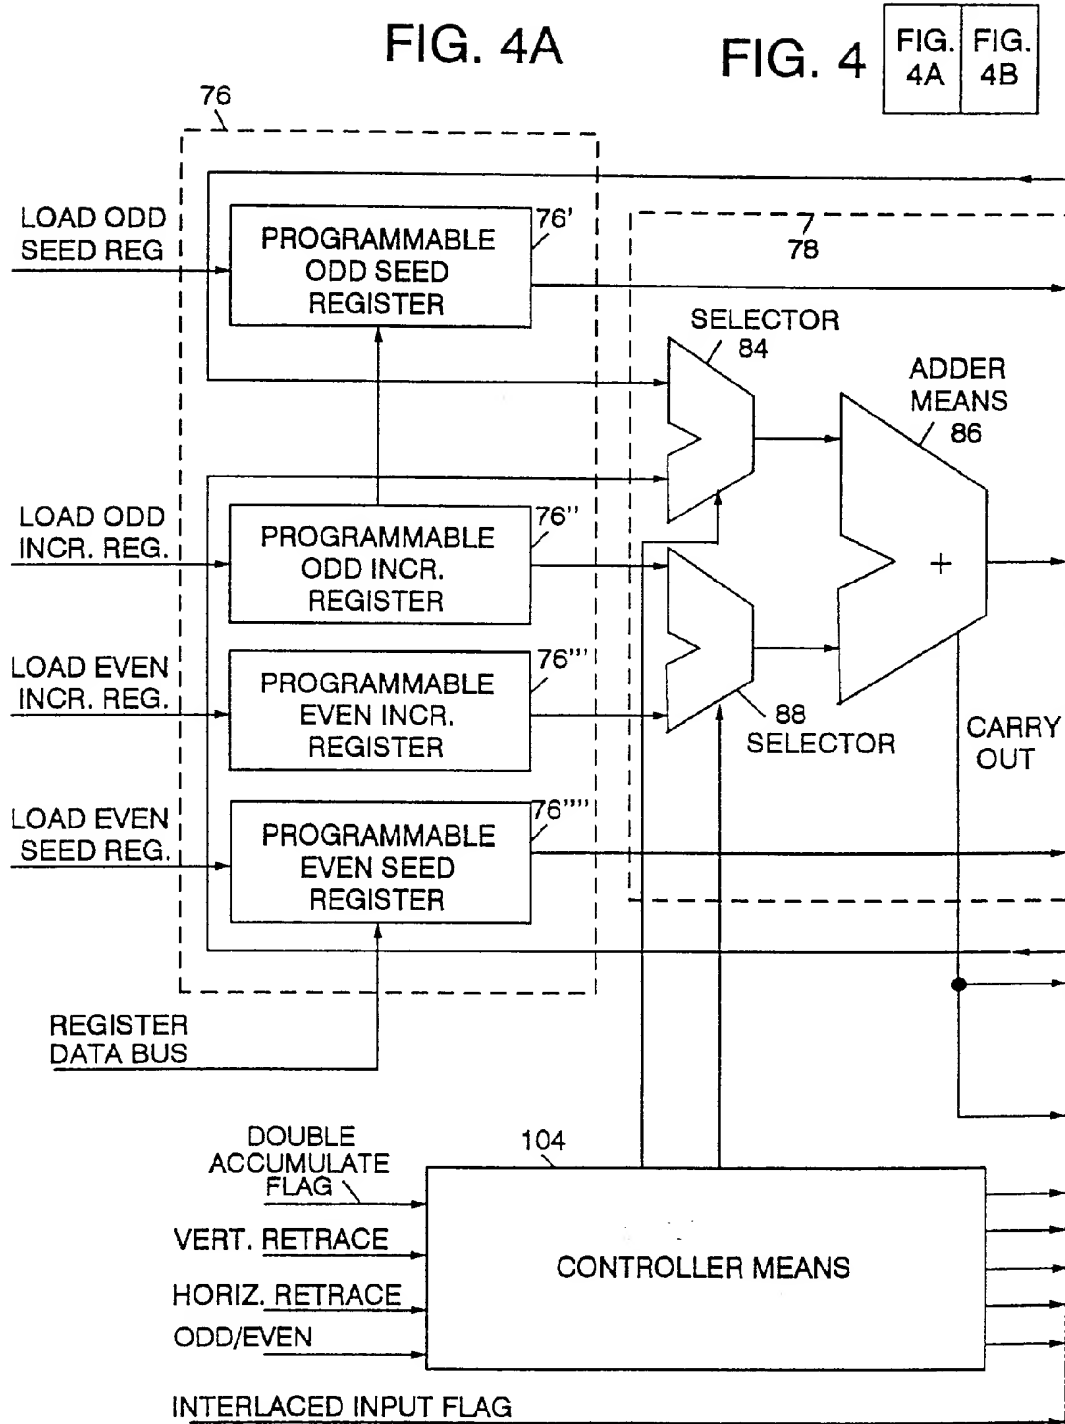 FIG. 4A
FIG. 4
FIG. 4A
FIG. 4B
76
LOAD ODD
SEED REG
PROGRAMMABLE
ODD SEED
REGISTER
76'
78
SELECTOR
84
ADDER
MEANS
86
LOAD ODD
INCR. REG.
PROGRAMMABLE
ODD INCR.
REGISTER
76''
+
LOAD EVEN
INCR. REG.
PROGRAMMABLE
EVEN INCR.
REGISTER
76'''
88
SELECTOR
CARRY
OUT
LOAD EVEN
SEED REG.
PROGRAMMABLE
EVEN SEED
REGISTER
76''''
REGISTER
DATA BUS
DOUBLE
ACCUMULATE
FLAG
104
VERT. RETRACE
HORIZ. RETRACE
ODD/EVEN
CONTROLLER MEANS
INTERLACED INPUT FLAG